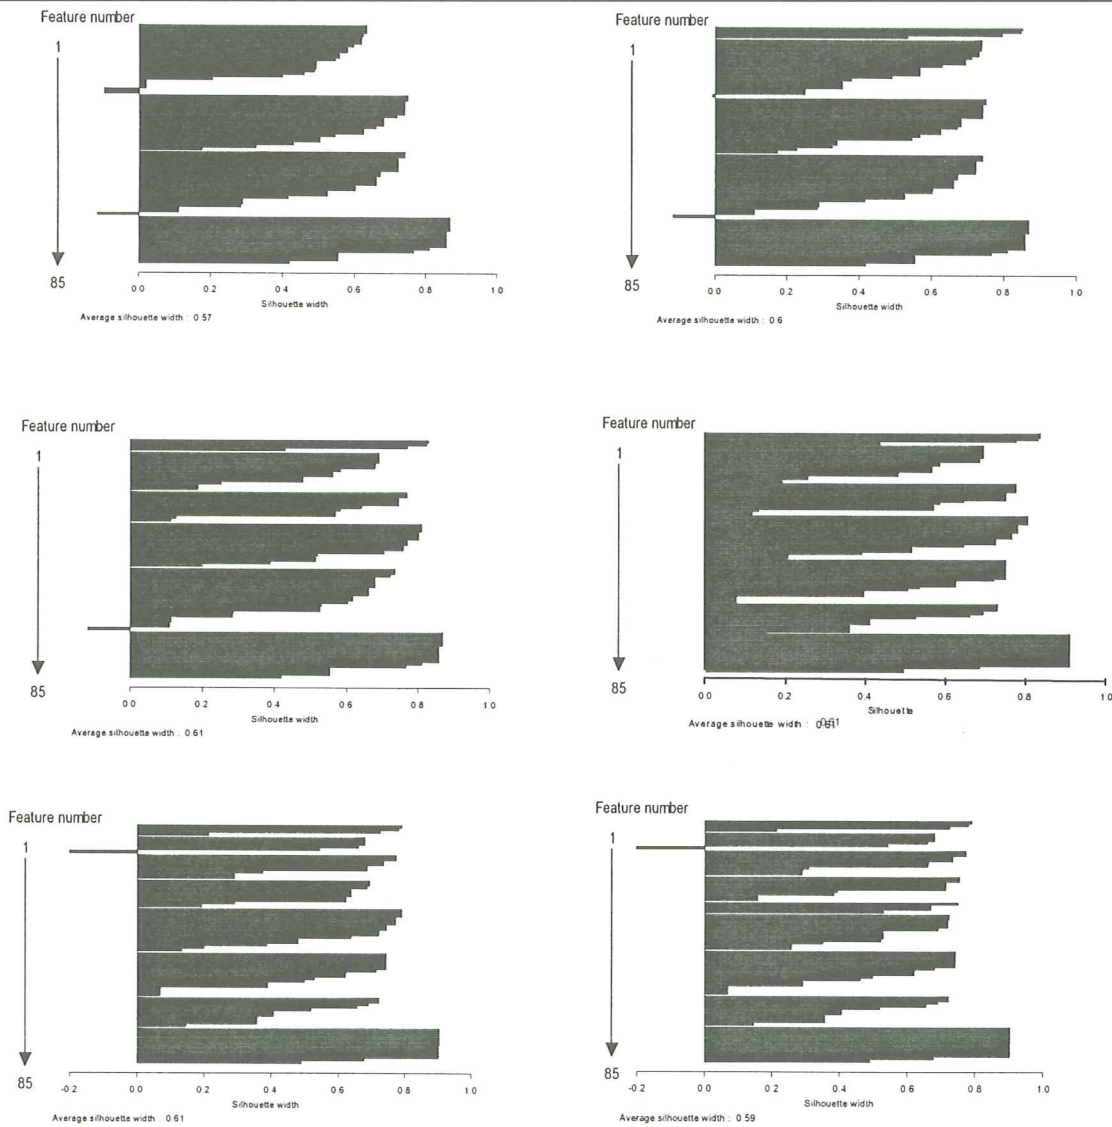 Feature number
1
85
0.0 0.2 0.4 0.6 0.8 1.0
Silhouette width
Average silhouette width : 0.57
Feature number
1
85
0.0 0.2 0.4 0.6 0.8 1.0
Silhouette width
Average silhouette width : 0.6
Feature number
1
85
0.0 0.2 0.4 0.6 0.8 1.0
Silhouette width
Average silhouette width : 0.61
Feature number
1
85
0.0 0.2 0.4 0.6 0.8 1.0
Silhouette
Average silhouette width : 0.61
Feature number
1
85
-0.2 0.0 0.2 0.4 0.6 0.8 1.0
Silhouette width
Average silhouette width : 0.61
Feature number
1
85
-0.2 0.0 0.2 0.4 0.6 0.8 1.0
Silhouette width
Average silhouette width : 0.59